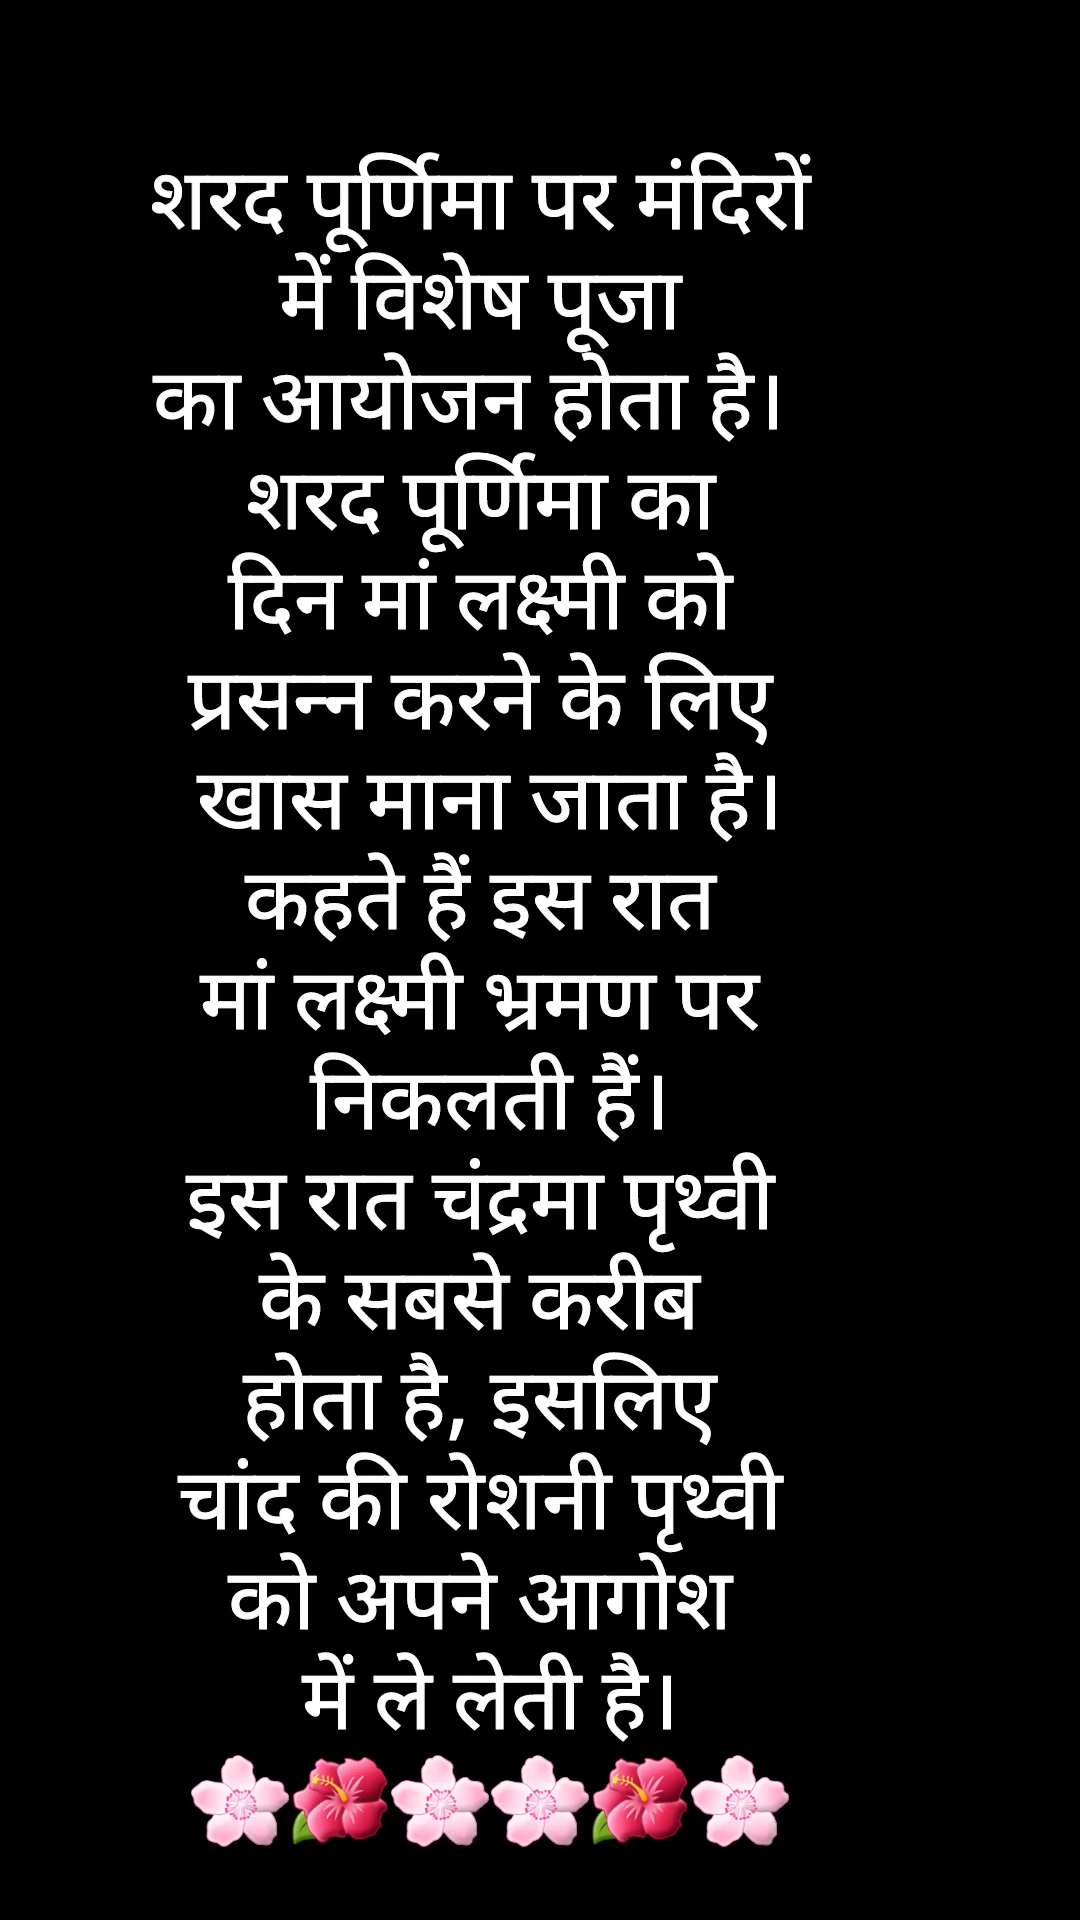 शरद पूर्णिमा पर मंदिरों
में विशेष पूजा
का आयोजन होता है।
शरद पूर्णिमा का
दिन मां लक्ष्मी को
प्रसन्न करने के लिए
खास माना जाता है।
कहते हैं इस रात
मां लक्ष्मी भ्रमण पर
निकलती हैं।
इस रात चंद्रमा पृथ्वी
के सबसे करीब
होता है, इसलिए
चांद की रोशनी पृथ्वी
को अपने आगोश
में ले लेती है।
🌸🌺🌸🌸🌺🌸